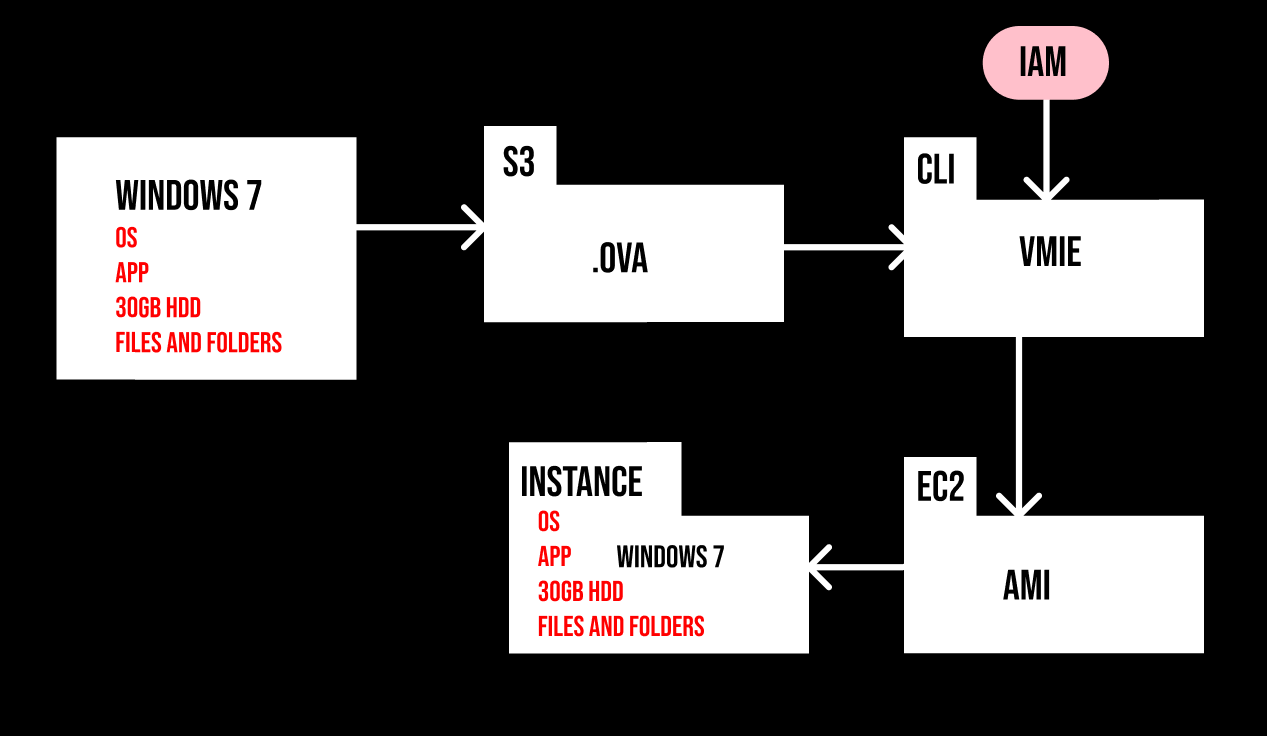 IAM
WINDOWS 7
OS
APP
30GB HDD
FILES AND FOLDERS
S3
.OVA
CLI
VMIE
INSTANCE
OS
APP WINDOWS 7
30GB HDD
FILES AND FOLDERS
EC2
AMI